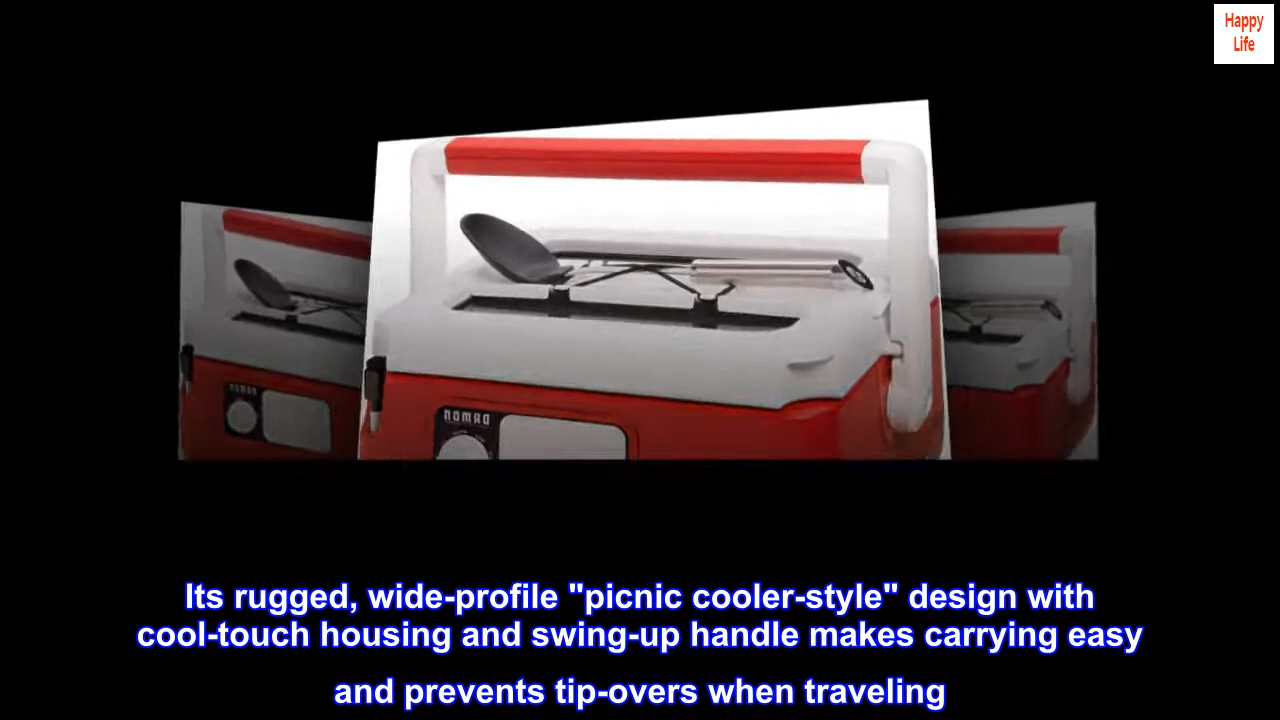 Happy
Life
NOMAD
NOMAD
Its rugged, wide-profile "picnic cooler-style" design with
cool-touch housing and swing-up handle makes carrying easy
and prevents tip-overs when traveling